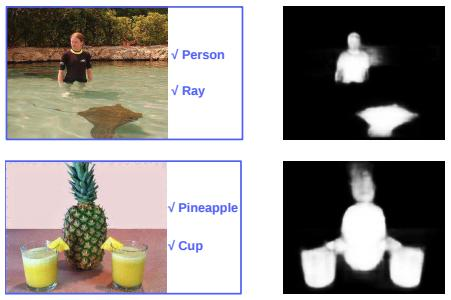 √ Person
√ Ray
√ Pineapple
√ Cup